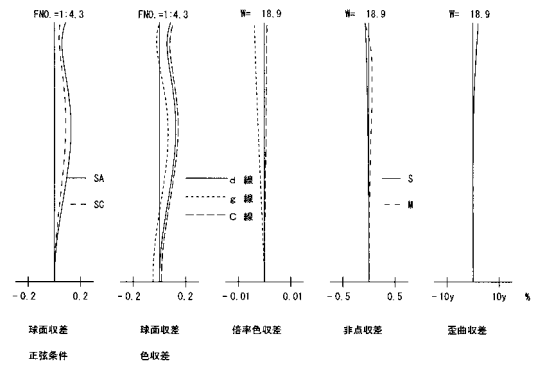 FNO.=1:4.3 FNO.=1:4.3 W= 18.9 W= 18.9 W= 18.9
SA d 線 S
SC g 線 M
C 線
-0.2 0.2 -0.2 0.2 -0.01 0.01 0.5 -10y 10y %
球面収差 球面収差 倍率色収差 非点収差 歪曲収差
正弦条件 色収差